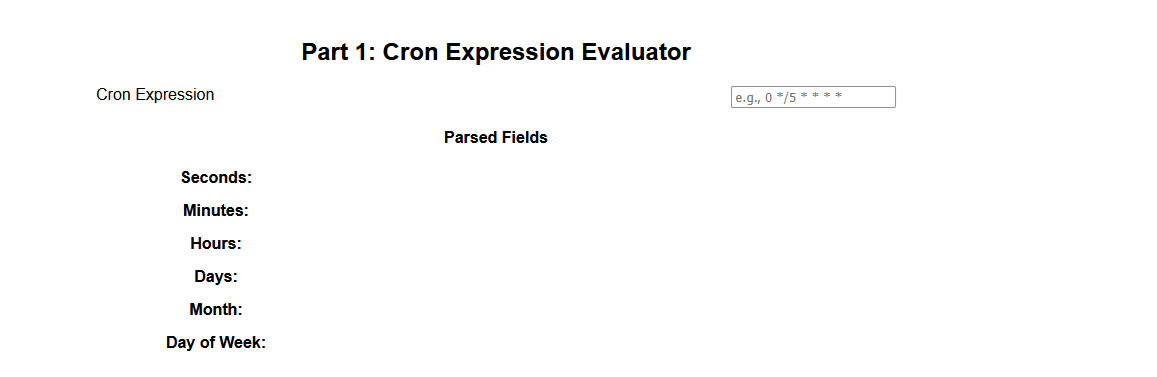 Part 1: Cron Expression Evaluator
Cron Expression e.g., 0 */5 * * * *
Parsed Fields
Seconds:
Minutes:
Hours:
Days:
Month:
Day of Week: